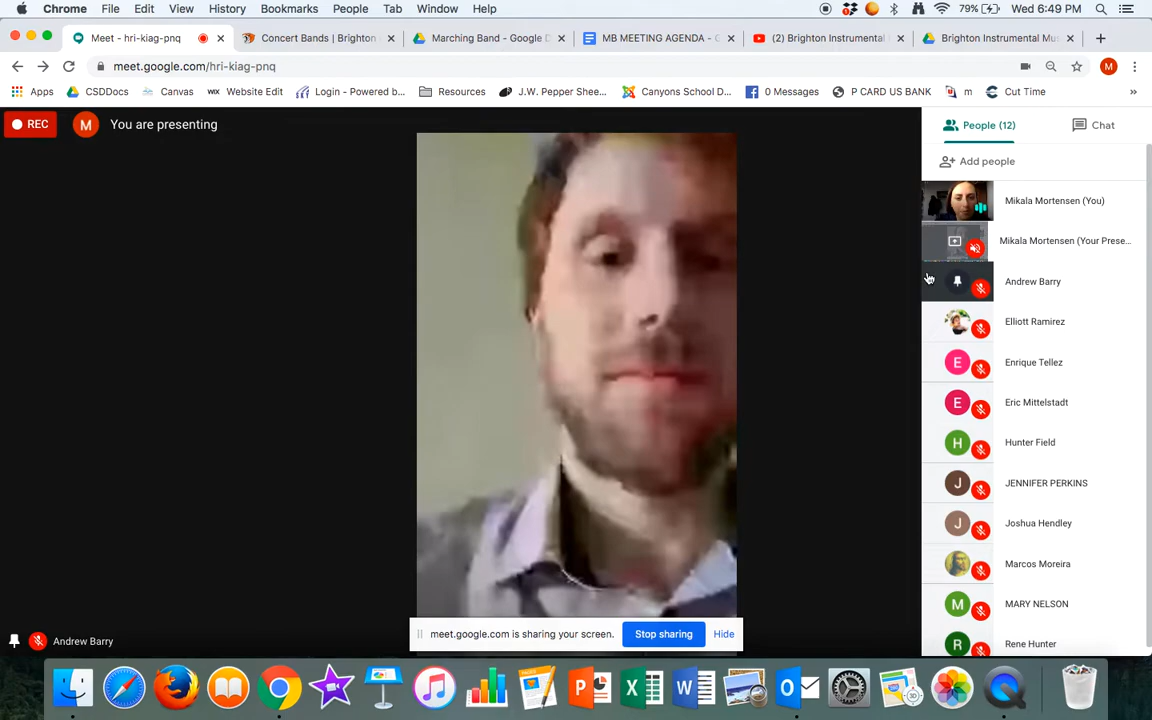 Chrome File Edit View History Bookmarks People Tab Window Help 79% Wed 6:49 PM
Meet - hri-kiag-pnq Concert Bands | Brighton Marching Band - Google D MB MEETING AGENDA - G (2) Brighton Instrumental Brighton Instrumental Mu
meet.google.com/hri-kiag-pnq M
Apps CSDDocs Canvas WIX Website Edit Login - Powered b... Resources J.W. Pepper Shee... Canyons School D... 0 Messages P CARD US BANK m Cut Time »
REC M You are presenting People (12) Chat
Add people
Mikala Mortensen (You)
Mikala Mortensen (Your Prese...
Andrew Barry
Elliott Ramirez
E Enrique Tellez
E Eric Mittelstadt
H Hunter Field
J JENNIFER PERKINS
J Joshua Hendley
Marcos Moreira
M MARY NELSON
R Rene Hunter
meet.google.com is sharing your screen. Stop sharing Hide
Andrew Barry